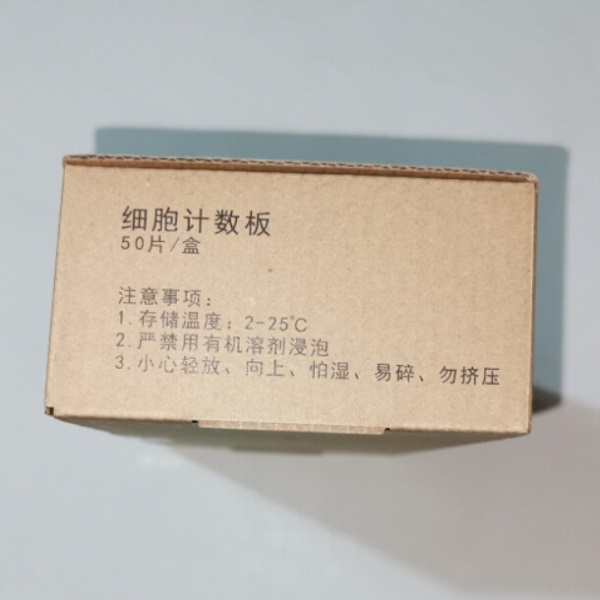 细胞计数板
50片/盒
注意事项：
1.存储温度：2-25℃
2.严禁用有机溶剂浸泡
3.小心轻放、向上、怕湿、易碎、勿挤压